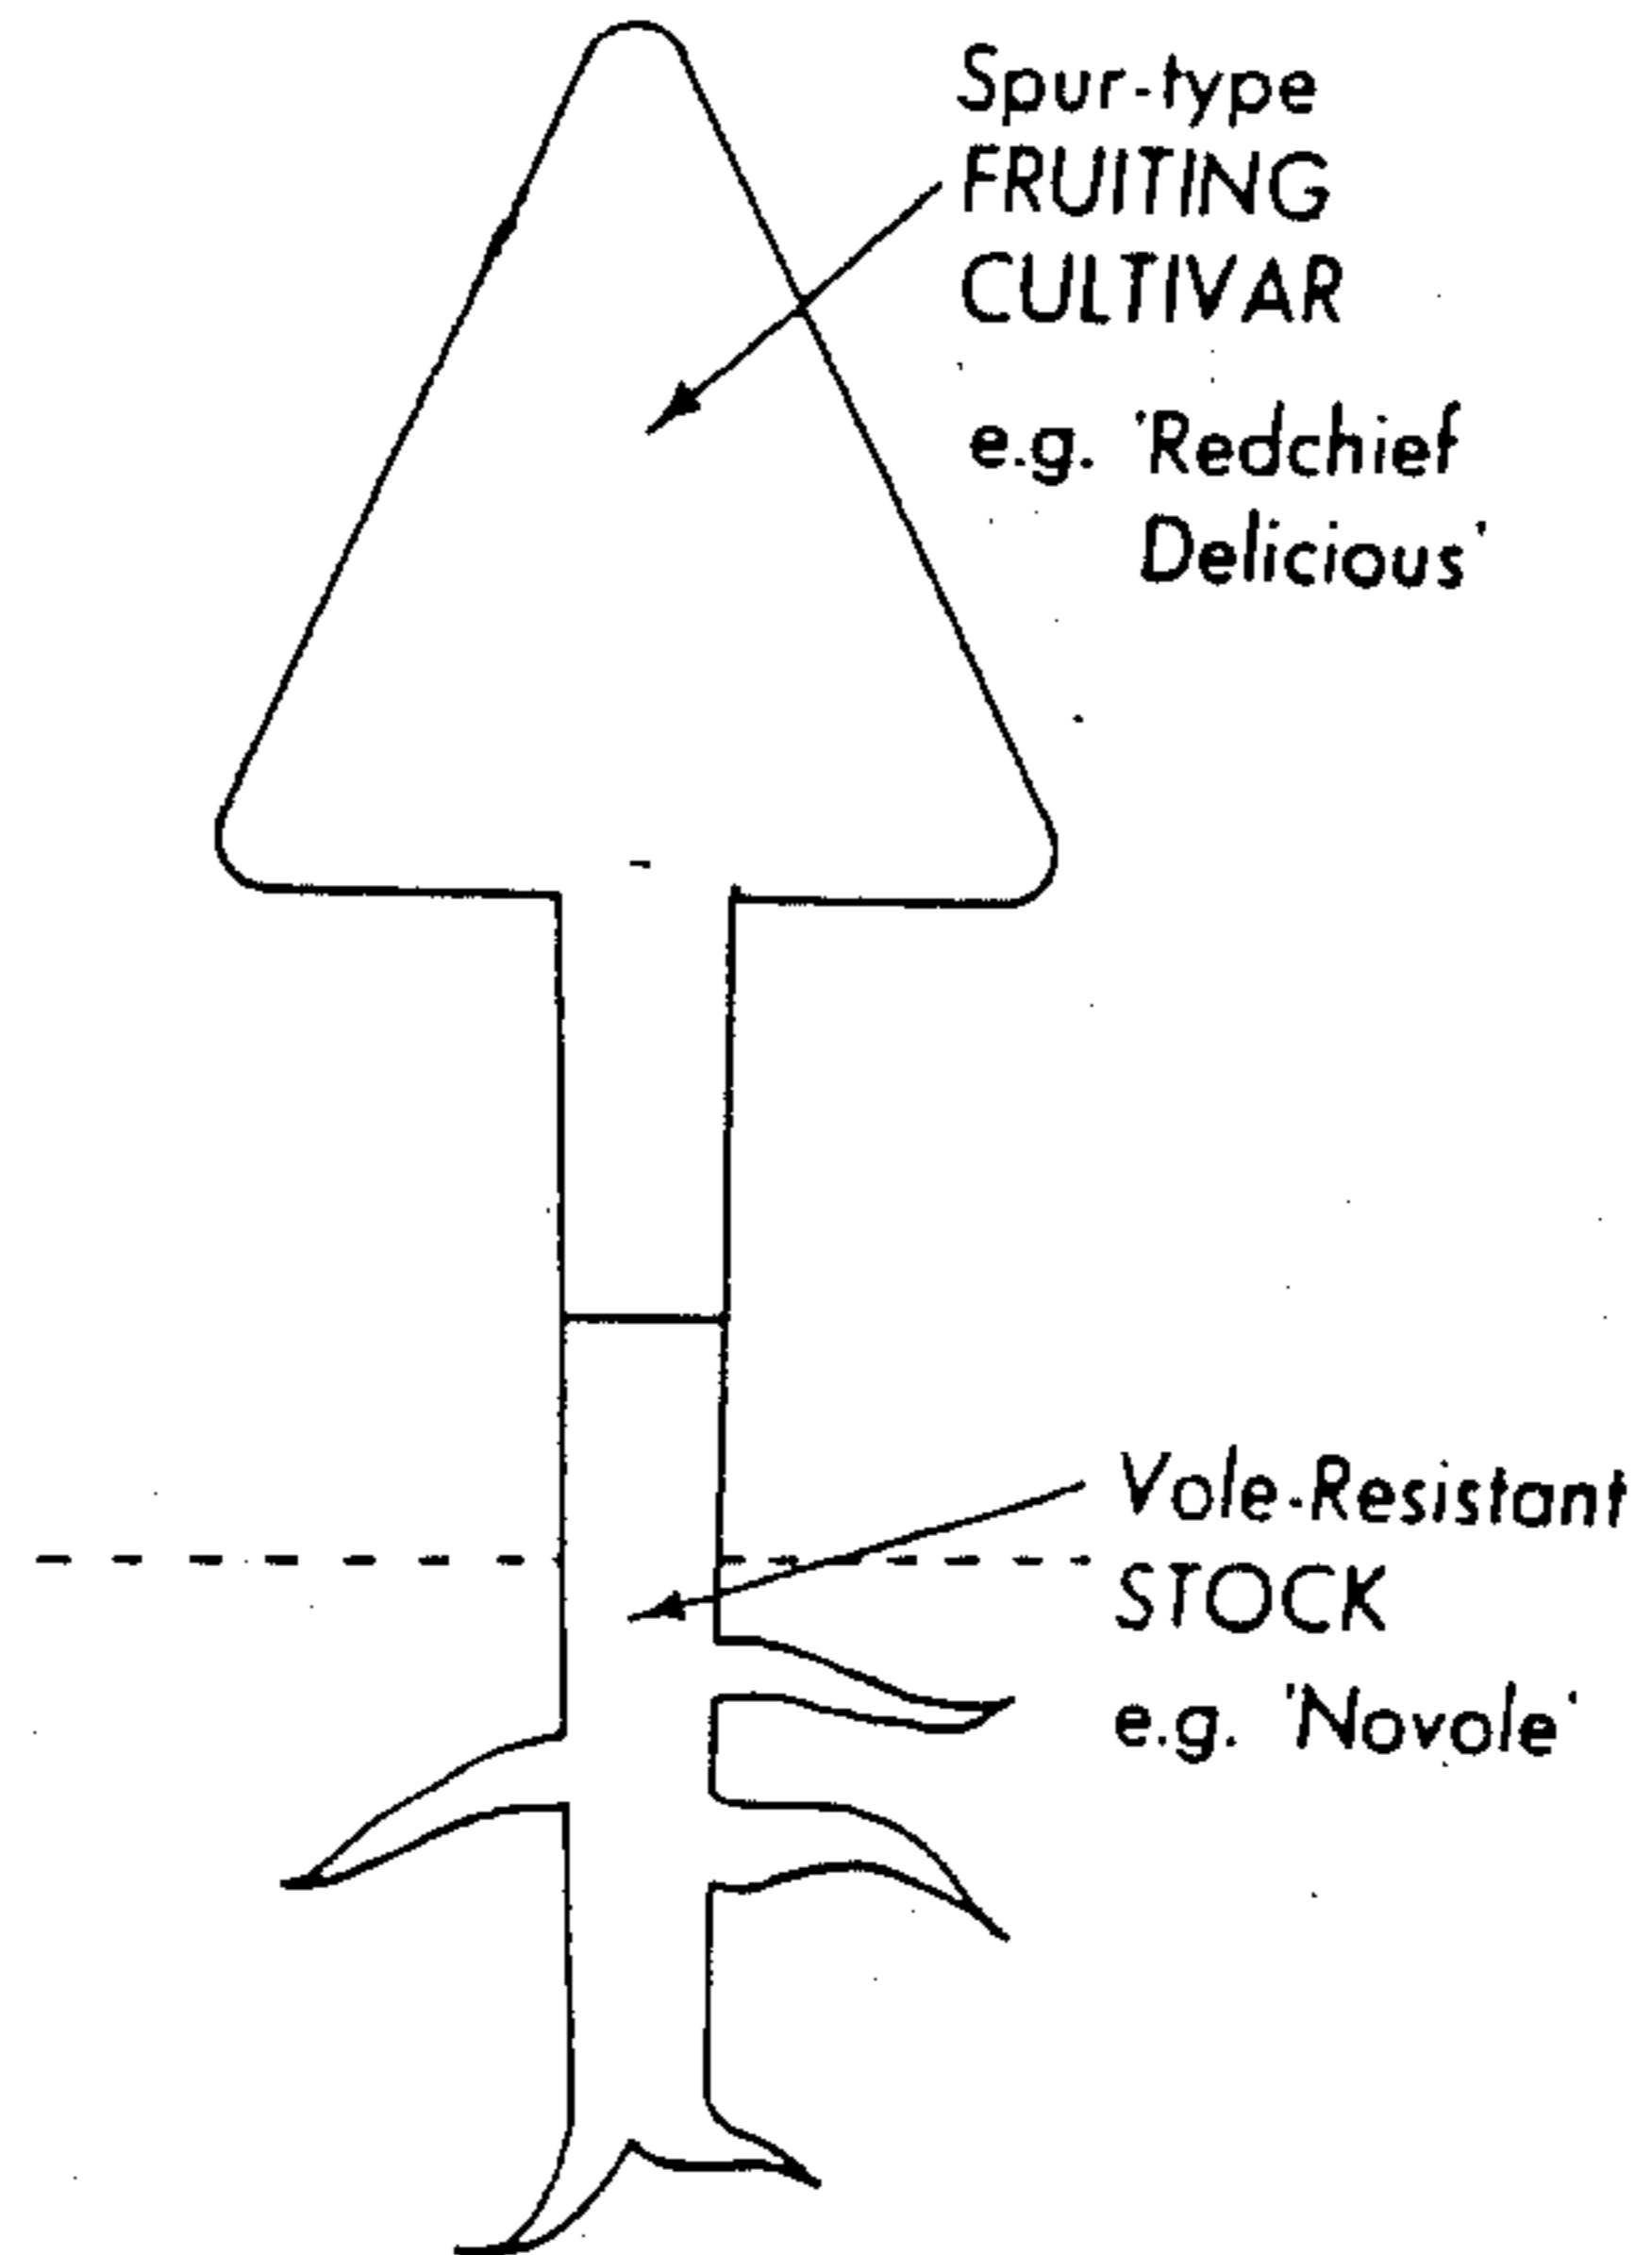 Spur-type
FRUITING
CULTIVAR
e.g. 'Redchief
Delicious'
Vole-Resistant
STOCK
e.g. 'Novole'